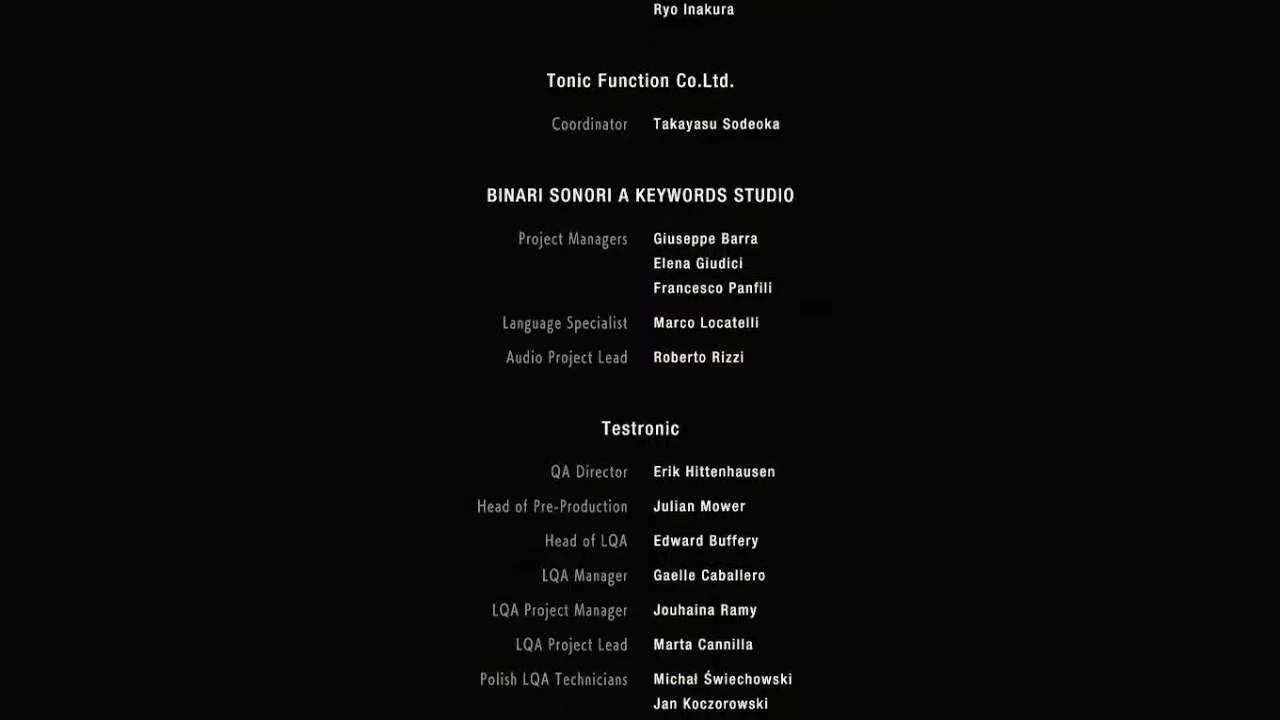 Ryo Inakura
Tonic Function Co.Ltd.
Coordinator Takayasu Sodeoka
BINARI SONORI A KEYWORDS STUDIO
Project Managers Giuseppe Barra
Elena Giudici
Francesco Panfili
Language Specialist Marco Locatelli
Audio Project Lead Roberto Rizzi
Testronic
QA Director Erik Hittenhausen
Head of Pre-Production Julian Mower
Head of LQA Edward Buffery
LQA Manager Gaelle Caballero
LQA Project Manager Jouhaina Ramy
LQA Project Lead Marta Cannilla
Polish LQA Technicians Michał Świechowski
Jan Koczorowski